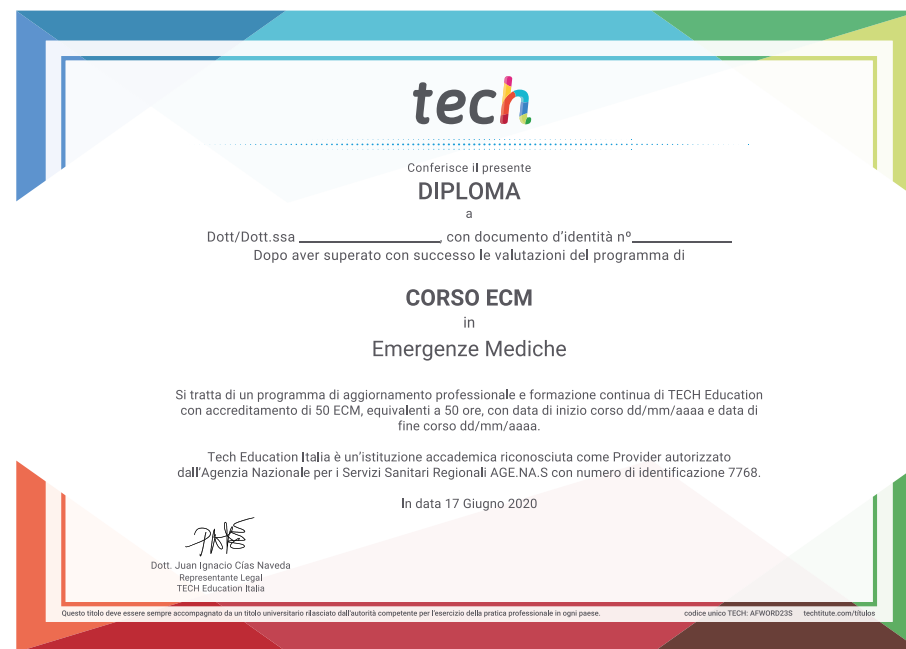 tech
Conferisce il presente
DIPLOMA
a
Dott/Dott.ssa ____________________, con documento d'identità nº______________
Dopo aver superato con successo le valutazioni del programma di
CORSO ECM
in
Emergenze Mediche
Si tratta di un programma di aggiornamento professionale e formazione continua di TECH Education
con accreditamento di 50 ECM, equivalenti a 50 ore, con data di inizio corso dd/mm/aaaa e data di
fine corso dd/mm/aaaa.
Tech Education Italia è un'istituzione accademica riconosciuta come Provider autorizzato
dall'Agenzia Nazionale per i Servizi Sanitari Regionali AGE.NA.S con numero di identificazione 7768.
In data 17 Giugno 2020
Dott. Juan Ignacio Cías Naveda
Representante Legal
TECH Education Italia
Questo titolo deve essere sempre accompagnato da un titolo universitario rilasciato dall'autorità competente per l'esercizio della pratica professionale in ogni paese. codice unico TECH: AFWORD23S techtitute.com/títulos